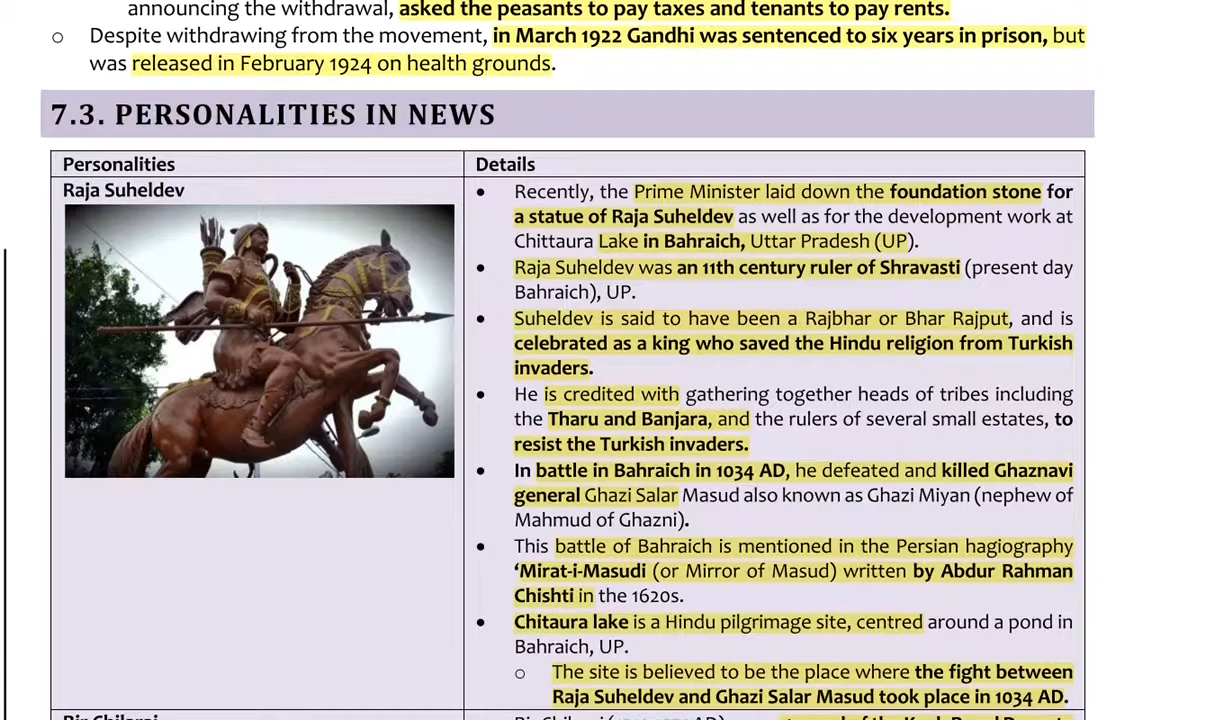 announcing the withdrawal, asked the peasants to pay taxes and tenants to pay rents.
o Despite withdrawing from the movement, in March 1922 Gandhi was sentenced to six years in prison, but
was released in February 1924 on health grounds.
7.3. PERSONALITIES IN NEWS
Personalities
Details
Raja Suheldev
• Recently, the Prime Minister laid down the foundation stone for
a statue of Raja Suheldev as well as for the development work at
Chittaura Lake in Bahraich, Uttar Pradesh (UP).
• Raja Suheldev was an 11th century ruler of Shravasti (present day
Bahraich), UP.
• Suheldev is said to have been a Rajbhar or Bhar Rajput, and is
celebrated as a king who saved the Hindu religion from Turkish
invaders.
• He is credited with gathering together heads of tribes including
the Tharu and Banjara, and the rulers of several small estates, to
resist the Turkish invaders.
• In battle in Bahraich in 1034 AD, he defeated and killed Ghaznavi
general Ghazi Salar Masud also known as Ghazi Miyan (nephew of
Mahmud of Ghazni).
• This battle of Bahraich is mentioned in the Persian hagiography
‘Mirat-i-Masudi (or Mirror of Masud) written by Abdur Rahman
Chishti in the 1620s.
• Chitaura lake is a Hindu pilgrimage site, centred around a pond in
Bahraich, UP.
o The site is believed to be the place where the fight between
Raja Suheldev and Ghazi Salar Masud took place in 1034 AD.